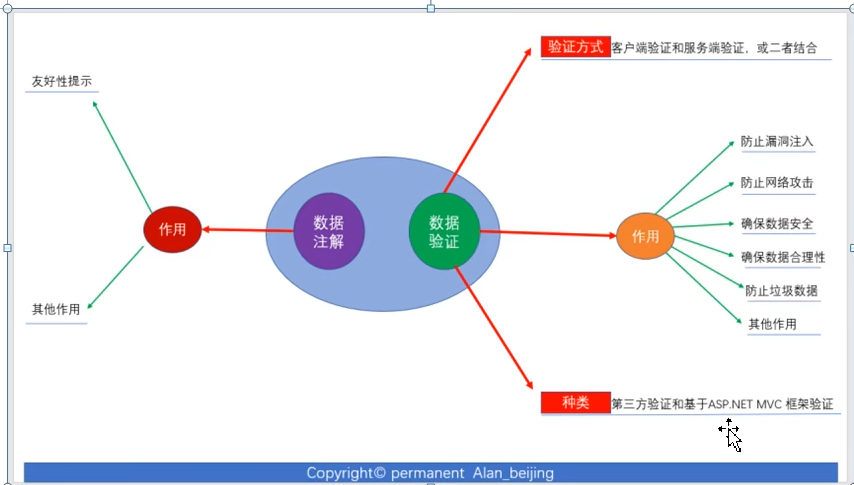 友好性提示
作用
其他作用
数据
注解
数据
验证
验证方式 客户端验证和服务端验证，或二者结合
作用
防止漏洞注入
防止网络攻击
确保数据安全
确保数据合理性
防止垃圾数据
其他作用
种类 第三方验证和基于ASP.NET MVC 框架验证
Copyright© permanent Alan_beijing